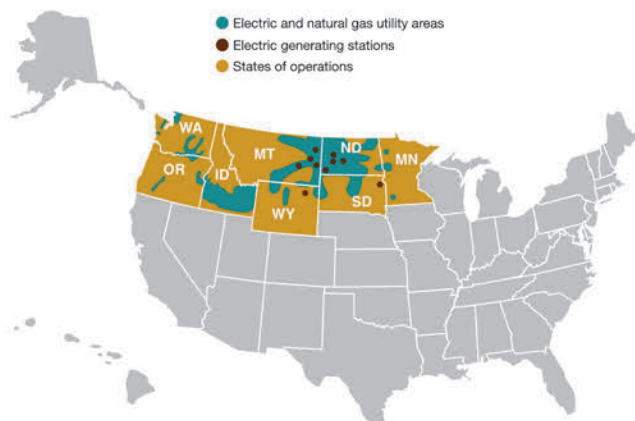 Electric and natural gas utility areas
Electric generating stations
States of operations
WA
MT
ND
MN
OR
ID
WY
SD